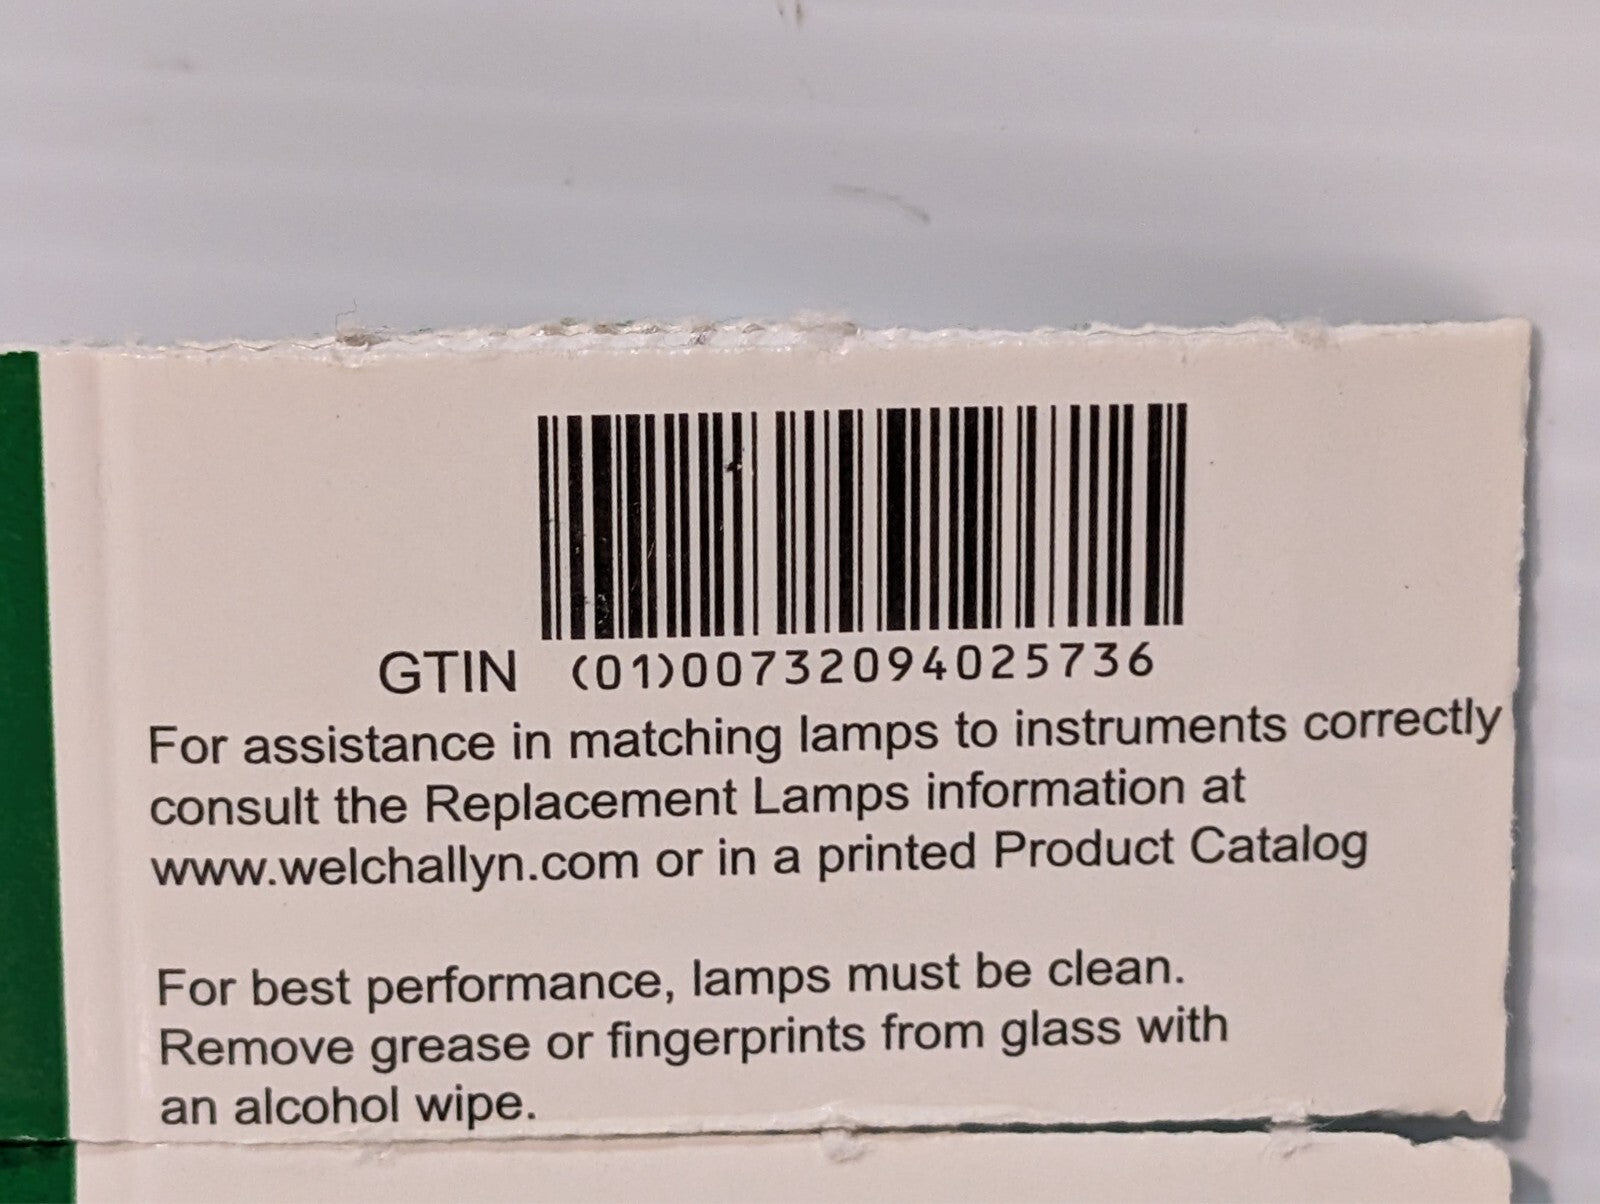 GTIN (01)00732094025736
For assistance in matching lamps to instruments correctly
consult the Replacement Lamps information at
www.welchallyn.com or in a printed Product Catalog
For best performance, lamps must be clean.
Remove grease or fingerprints from glass with
an alcohol wipe.